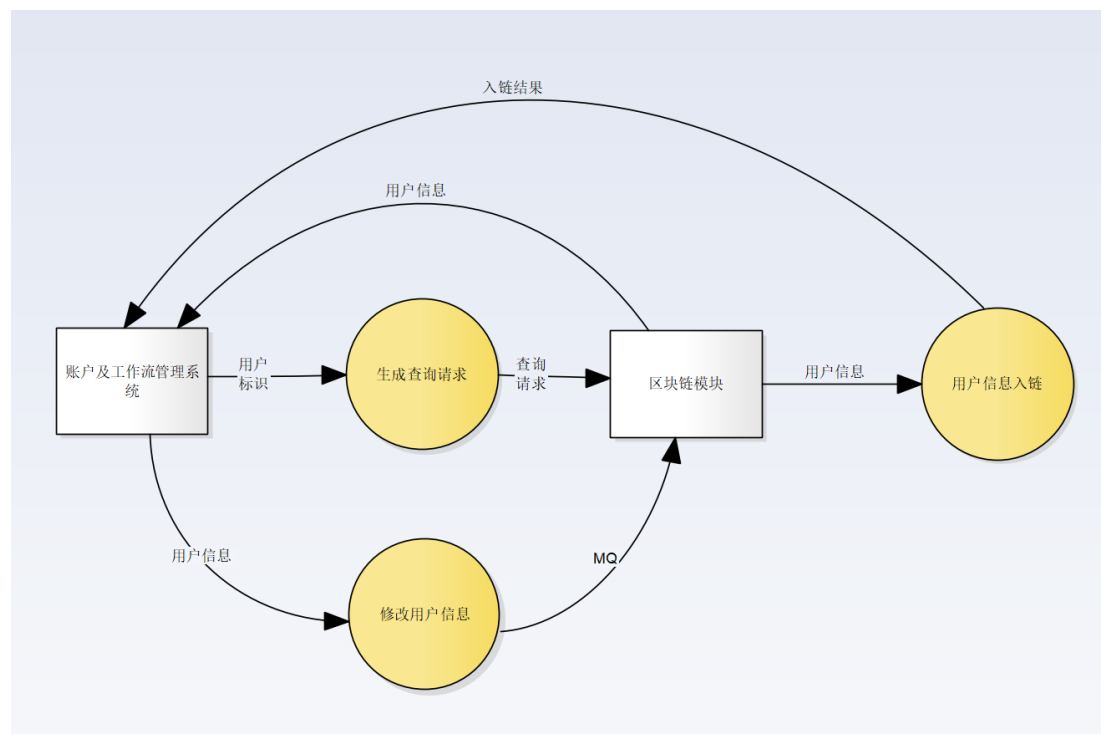 入链结果
用户信息
账户及工作流管理系
统
用户
标识
生成查询请求
查询
请求
区块链模块
用户信息
用户信息入链
用户信息
MQ
修改用户信息